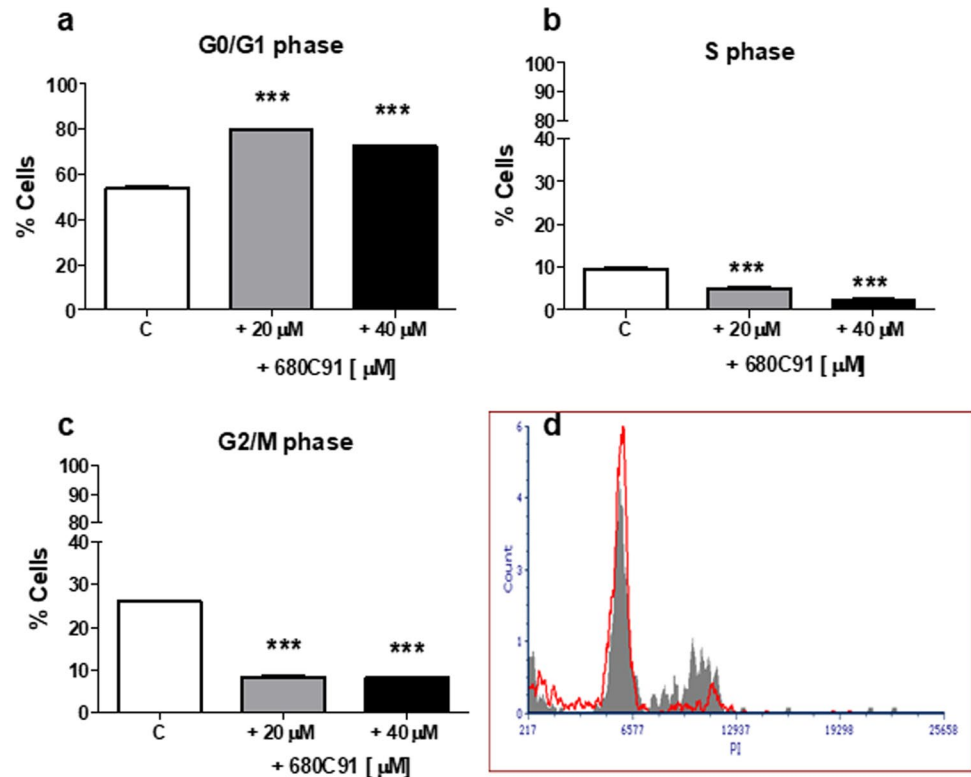 a
G0/G1 phase
100
80
60
40
20
0
% Cells
***
***
C
+ 20 μM
+ 40 μM
+ 680C91 [ μM]
b
S phase
100
90
80
40
30
20
10
0
% Cells
***
***
C
+ 20 μM
+ 40 μM
+ 680C91 [ μM]
c
G2/M phase
100
90
80
40
30
20
10
0
% Cells
***
***
C
+ 20 μM
+ 40 μM
+ 680C91 [ μM]
d
6
4
3
1
0
Count
217
6577
12937
19298
25658
PI